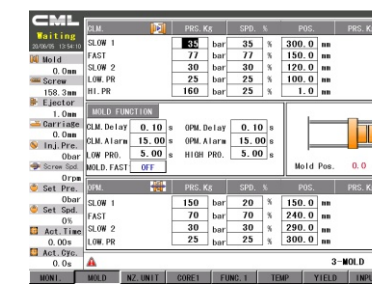 CML
Waiting
20/06/05 13:54:10
Mold
0.0mm
Screw
158.3mm
Ejector
1.0mm
Carriage
0.0mm
Inj.Pre.
0bar
Screw Spd.
0rpm
Set Pre.
0bar
Set Spd.
0%
Act.Time
0.00s
Act.Cyc.
0.0s
CLM. PRS. Kg SPD. % POS. PRS. K
SLOW 1 35 bar 35 % 300.0 mm
FAST 77 bar 77 % 150.0 mm
SLOW 2 30 bar 30 % 120.0 mm
LOW.PR 25 bar 25 % 100.0 mm
HI.PR 160 bar 25 % 1.0 mm
MOLD FUNCTION
CLM.Delay 0.10 s OPM.Delay 0.10 s
CLM.Alarm 15.00 s OPM.Alarm 15.00 s
LOW PRO. 5.00 s HIGH PRO. 5.00 s
MOLD.FAST OFF
Mold Pos. 0.0
OPM. PRS. Kg SPD. % POS. PRS. K
SLOW 1 150 bar 20 % 150.0 mm
FAST 70 bar 70 % 240.0 mm
SLOW 2 30 bar 30 % 290.0 mm
LOW.PR 25 bar 25 % 300.0 mm
3-MOLD
MONI. MOLD NZ.UNIT CORE1 FUNC.1 TEMP YIELD INPU